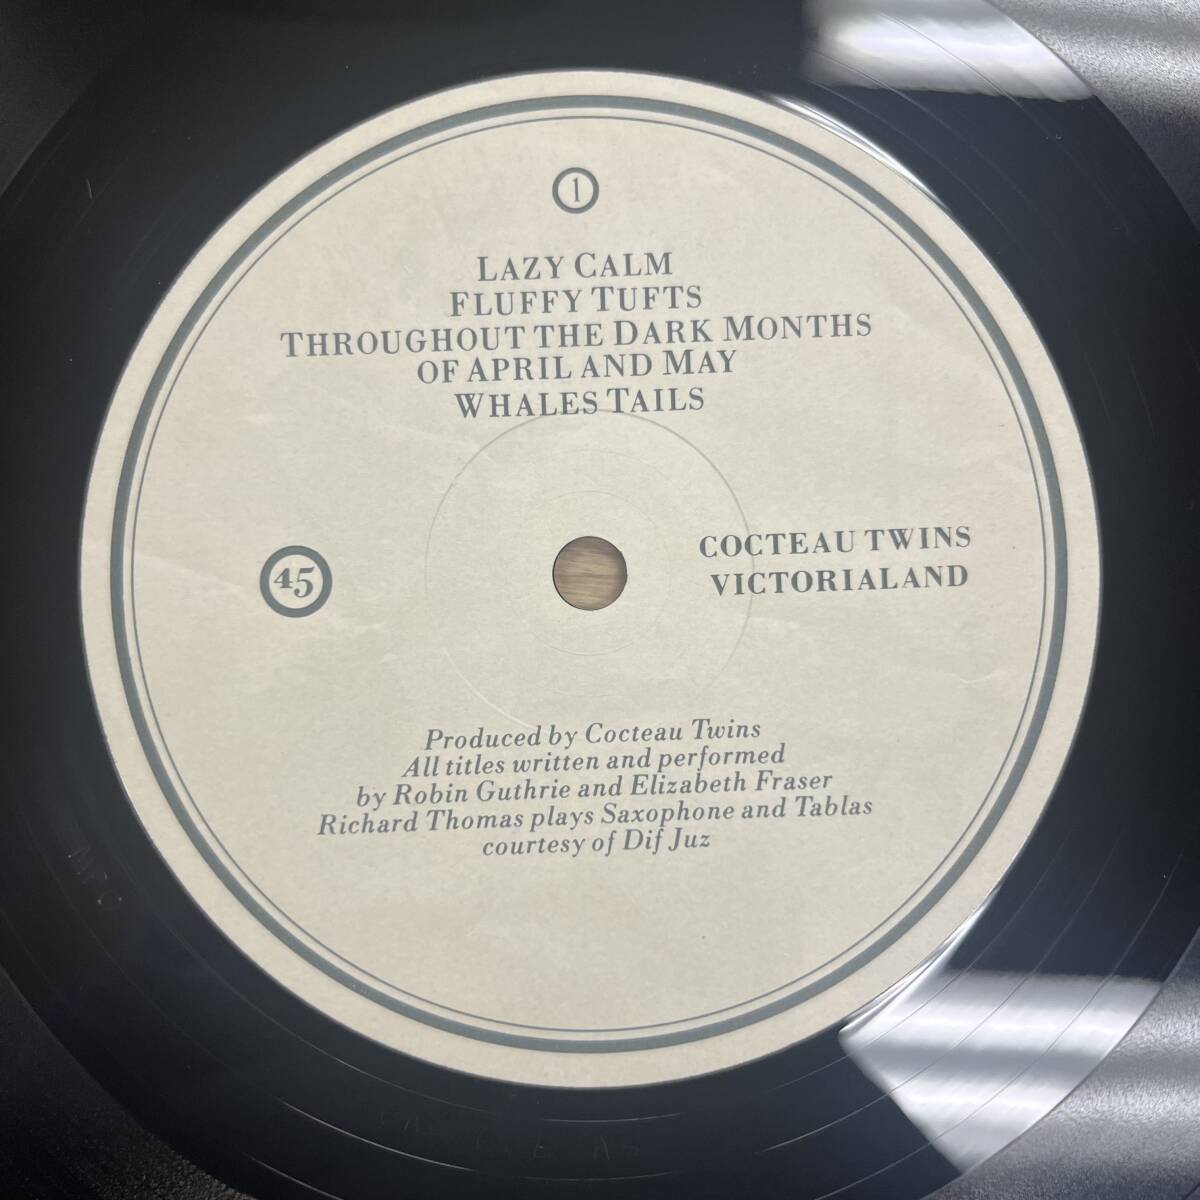 1
LAZY CALM
FLUFFY TUFTS
THROUGHOUT THE DARK MONTHS
OF APRIL AND MAY
WHALES TAILS
45
COCTEAU TWINS
VICTORIALAND
Produced by Cocteau Twins
All titles written and performed
by Robin Guthrie and Elizabeth Fraser
Richard Thomas plays Saxophone and Tablas
courtesy of Dif Juz